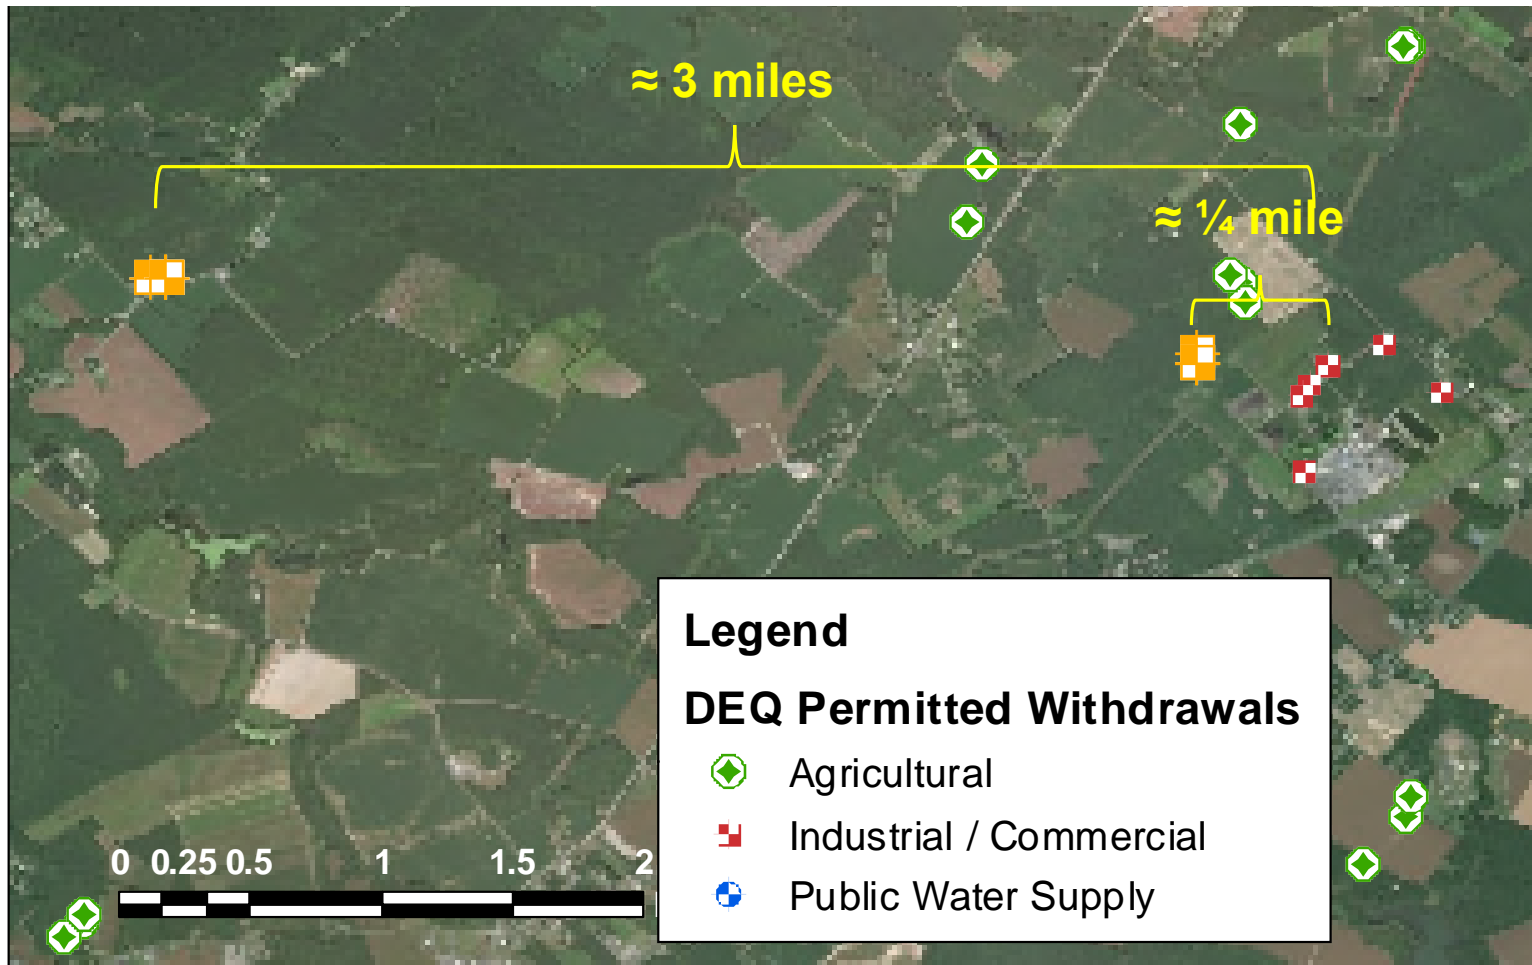 ≈ 3 miles
≈ ¼ mile
Legend
DEQ Permitted Withdrawals
Agricultural
Industrial / Commercial
Public Water Supply
0 0.25 0.5 1 1.5 2